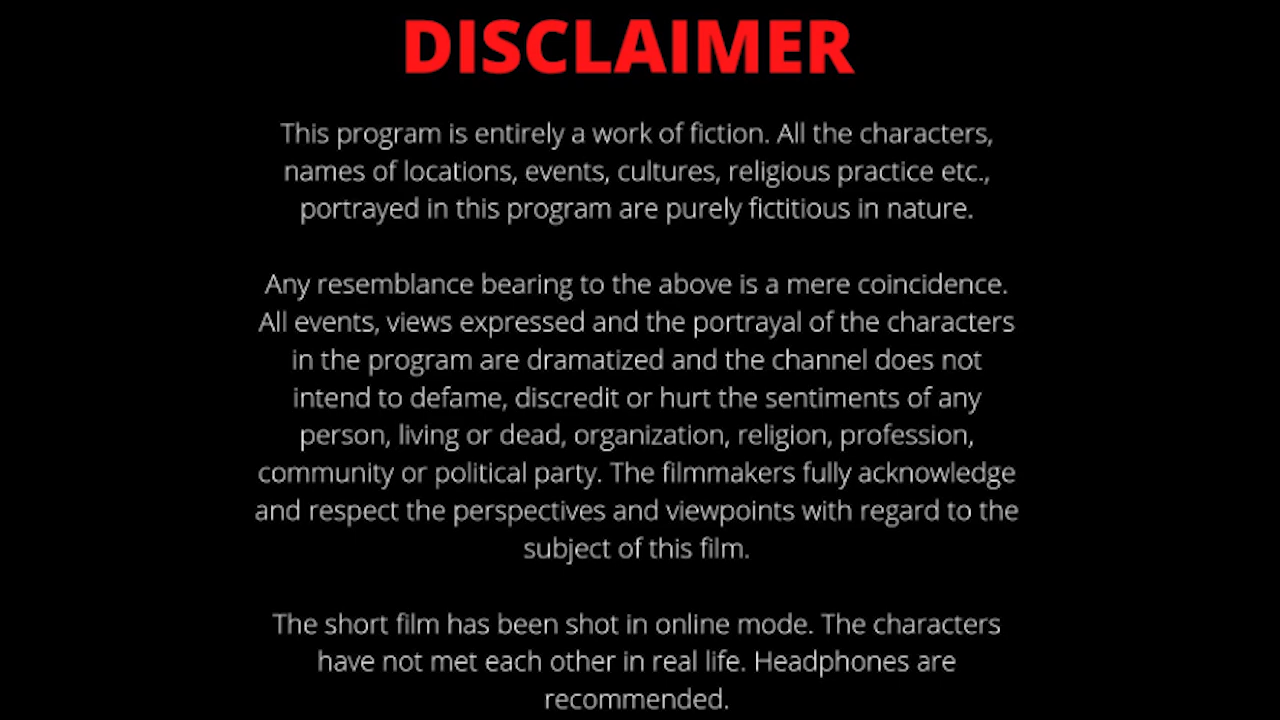 DISCLAIMER
This program is entirely a work of fiction. All the characters,
names of locations, events, cultures, religious practice etc.,
portrayed in this program are purely fictitious in nature.
Any resemblance bearing to the above is a mere coincidence.
All events, views expressed and the portrayal of the characters
in the program are dramatized and the channel does not
intend to defame, discredit or hurt the sentiments of any
person, living or dead, organization, religion, profession,
community or political party. The filmmakers fully acknowledge
and respect the perspectives and viewpoints with regard to the
subject of this film.
The short film has been shot in online mode. The characters
have not met each other in real life. Headphones are
recommended.